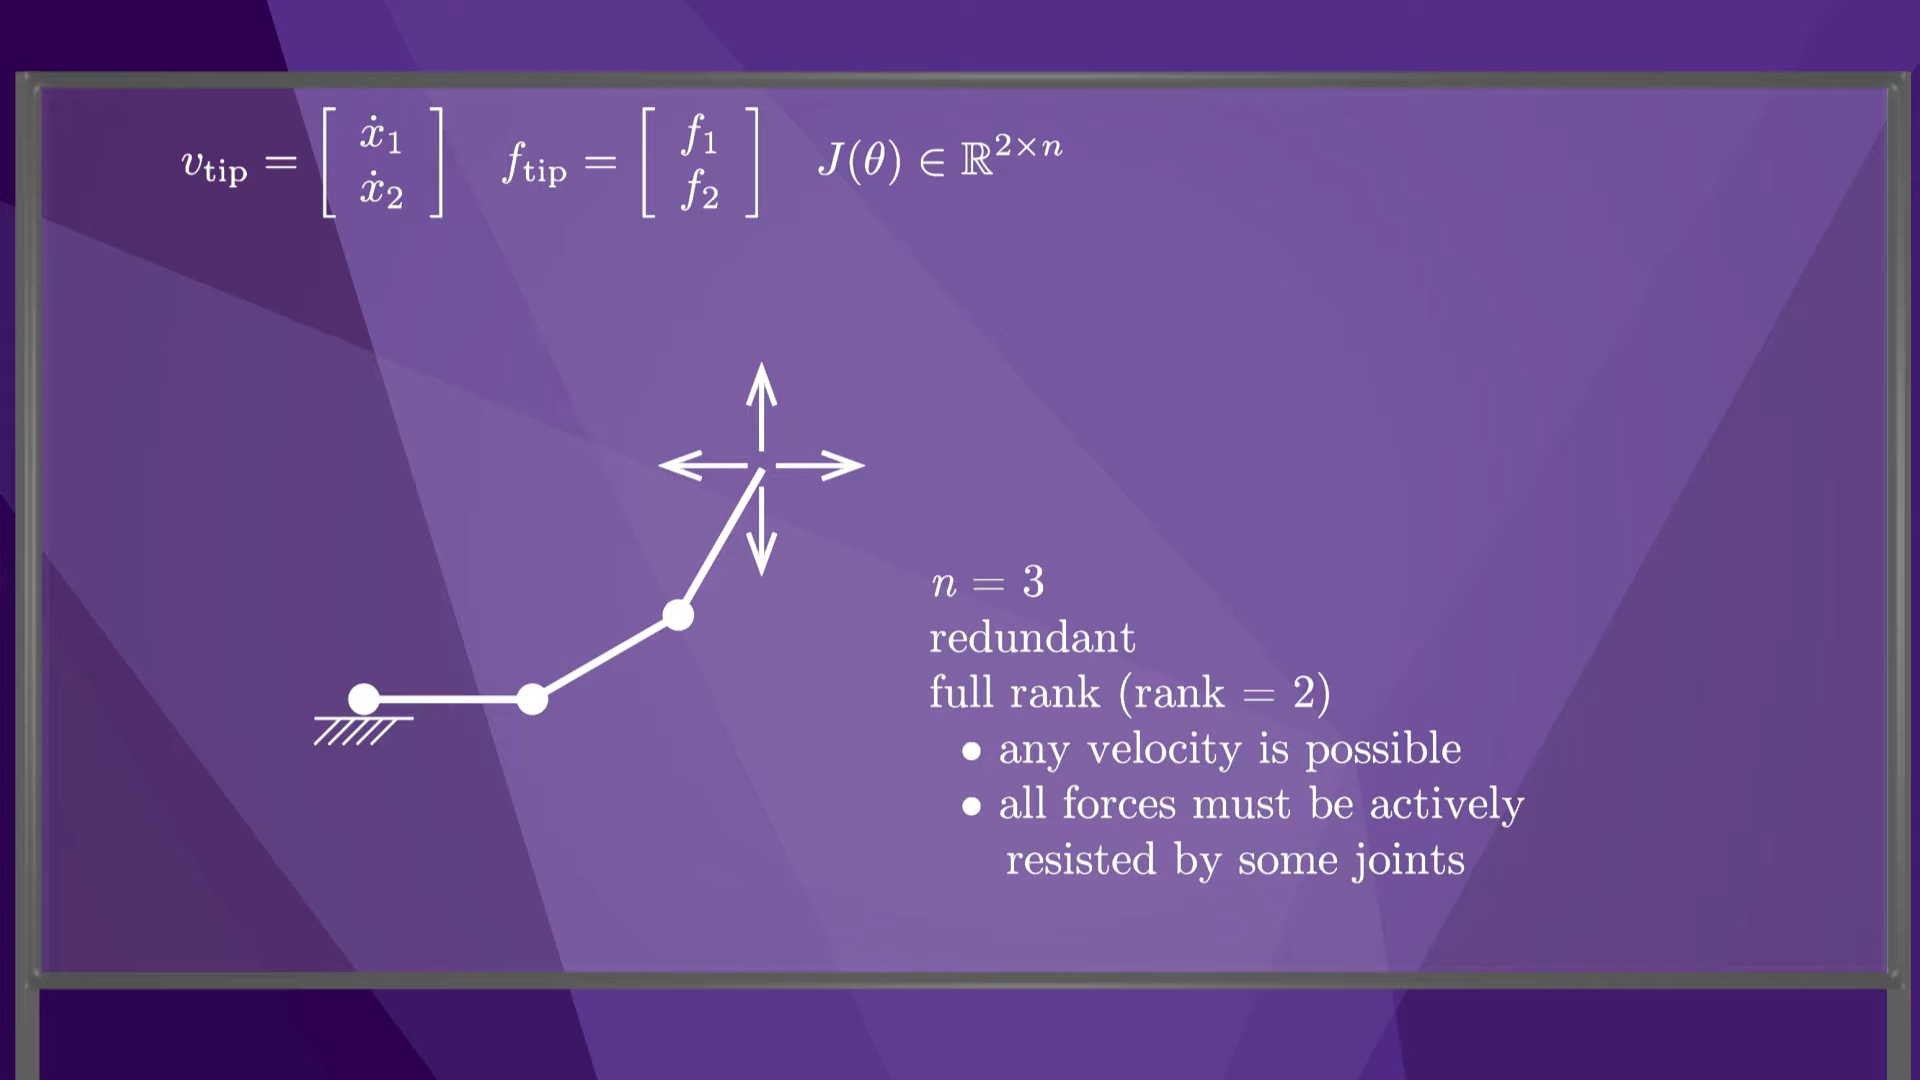 v_tip = [ ẋ₁ ẋ₂ ] f_tip = [ f₁ f₂ ] J(θ) ∈ ℝ^{2×n}
n = 3
redundant
full rank (rank = 2)
• any velocity is possible
• all forces must be actively
resisted by some joints